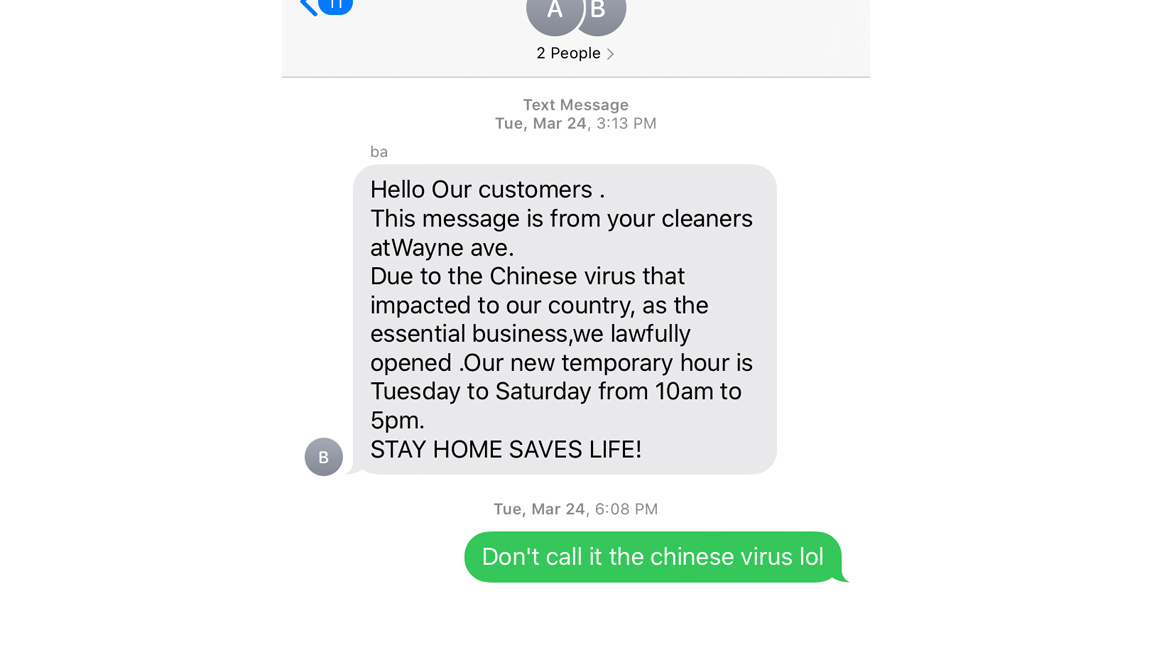 A B
2 People >
Text Message
Tue, Mar 24, 3:13 PM
ba
Hello Our customers .
This message is from your cleaners
atWayne ave.
Due to the Chinese virus that
impacted to our country, as the
essential business,we lawfully
opened .Our new temporary hour is
Tuesday to Saturday from 10am to
5pm.
STAY HOME SAVES LIFE!
B
Tue, Mar 24, 6:08 PM
Don't call it the chinese virus lol